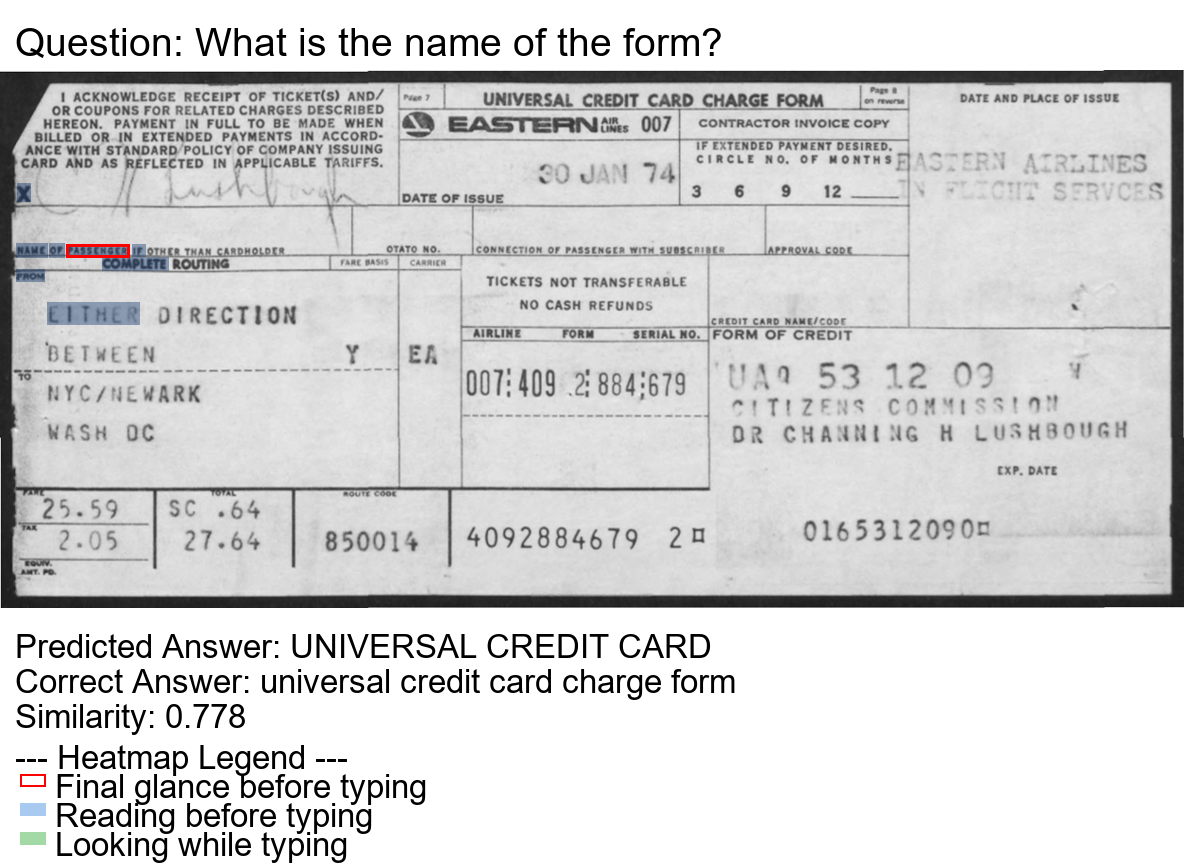 Question: What is the name of the form?
I ACKNOWLEDGE RECEIPT OF TICKET(S) AND/
OR COUPONS FOR RELATED CHARGES DESCRIBED
HEREON. PAYMENT IN FULL TO BE MADE WHEN
BILLED OR IN EXTENDED PAYMENTS IN ACCORD-
ANCE WITH STANDARD POLICY OF COMPANY ISSUING
CARD AND AS REFLECTED IN APPLICABLE TARIFFS.
X
C H Lushbough
7
UNIVERSAL CREDIT CARD CHARGE FORM
Page 8
on reverse
EASTERN AIR LINES 007
CONTRACTOR INVOICE COPY
30 JAN 74
DATE OF ISSUE
IF EXTENDED PAYMENT DESIRED,
CIRCLE NO. OF MONTHS
3 6 9 12
DATE AND PLACE OF ISSUE
EASTERN AIRLINES
IN FLIGHT SERVCES
NAME OF PASSENGER IF OTHER THAN CARDHOLDER
OTATO NO.
CONNECTION OF PASSENGER WITH SUBSCRIBER
APPROVAL CODE
COMPLETE ROUTING
FARE BASIS
CARRIER
FROM
EITHER DIRECTION
BETWEEN Y EA
TO
NYC/NEWARK
WASH DC
TICKETS NOT TRANSFERABLE
NO CASH REFUNDS
AIRLINE FORM SERIAL NO.
007 409 2 884 679
CREDIT CARD NAME/CODE
FORM OF CREDIT
UA9 53 12 09
CITIZENS COMMISSION
DR CHANNING H LUSHBOUGH
EXP. DATE
FARE
25.59
TAX
2.05
EQUIV.
AMT. PD.
TOTAL
SC .64
27.64
ROUTE CODE
850014
4092884679 2¤
0165312090¤
Predicted Answer: UNIVERSAL CREDIT CARD
Correct Answer: universal credit card charge form
Similarity: 0.778
--- Heatmap Legend ---
Final glance before typing
Reading before typing
Looking while typing